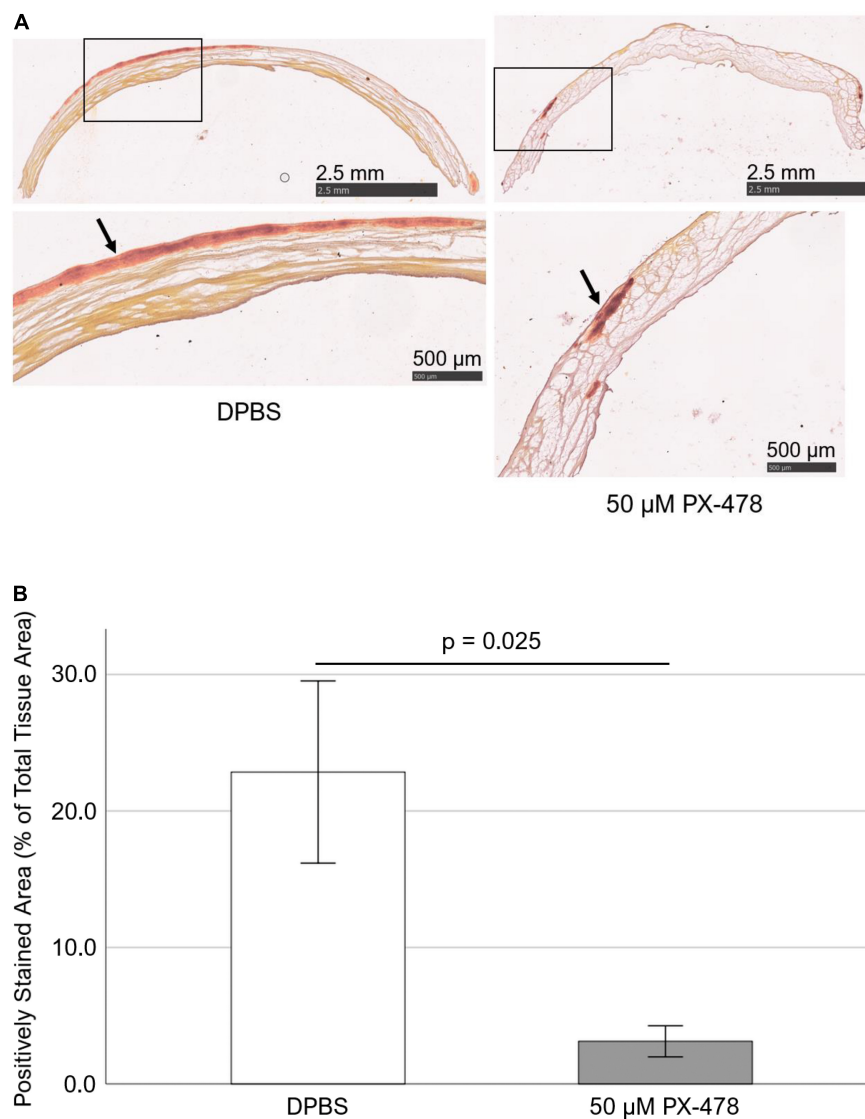 A
2.5 mm
2.5 mm
2.5 mm
2.5 mm
500 µm
500 µm
500 µm
500 µm
DPBS
50 µM PX-478
B
Positively Stained Area (% of Total Tissue Area)
p = 0.025
30.0
20.0
10.0
0.0
DPBS
50 µM PX-478